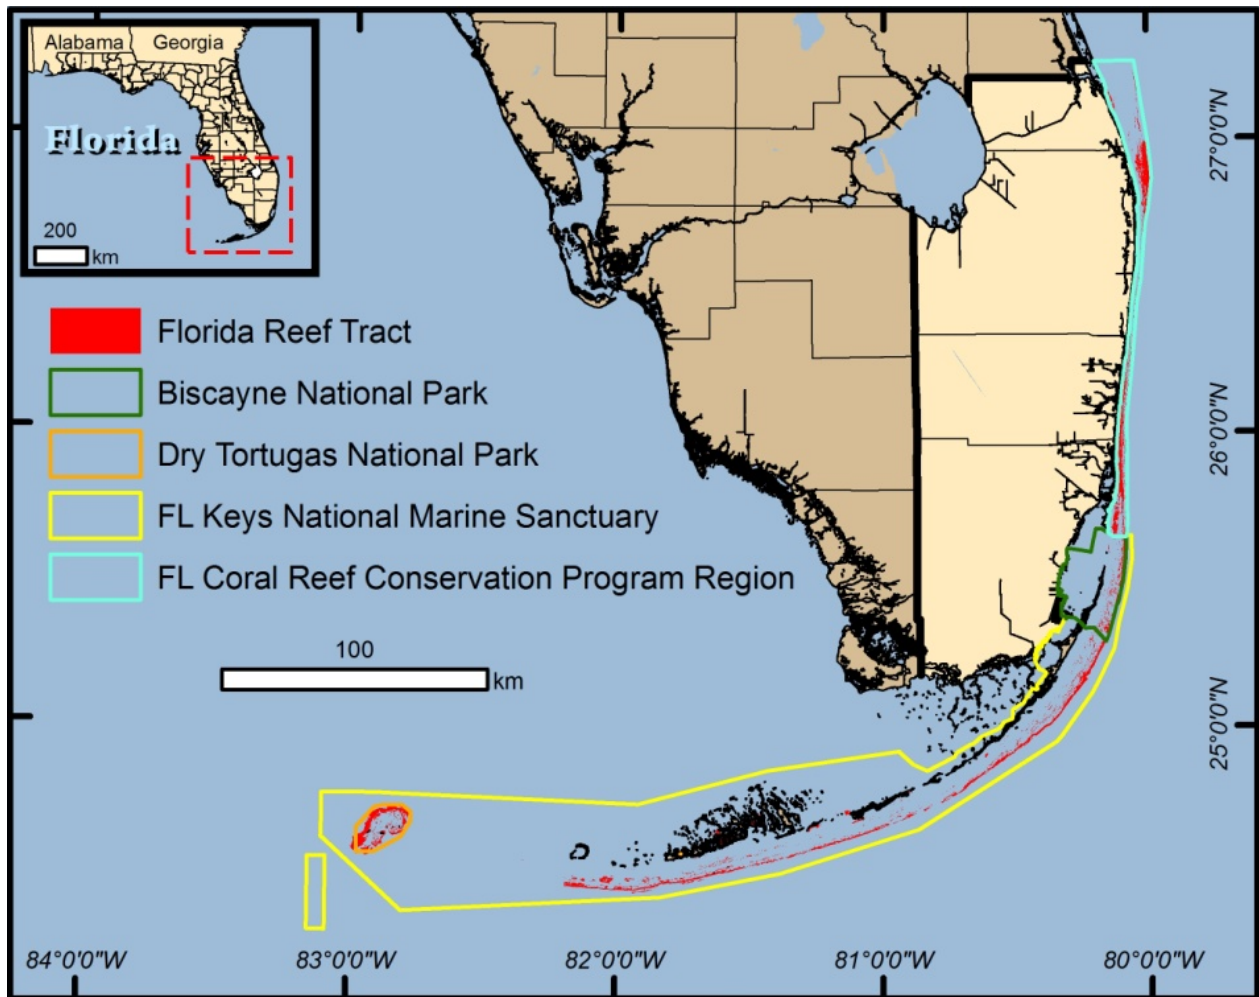 Alabama Georgia
Florida
200
km
Florida Reef Tract
Biscayne National Park
Dry Tortugas National Park
FL Keys National Marine Sanctuary
FL Coral Reef Conservation Program Region
100
km
27°0'0"N
26°0'0"N
25°0'0"N
84°0'0"W 83°0'0"W 82°0'0"W 81°0'0"W 80°0'0"W